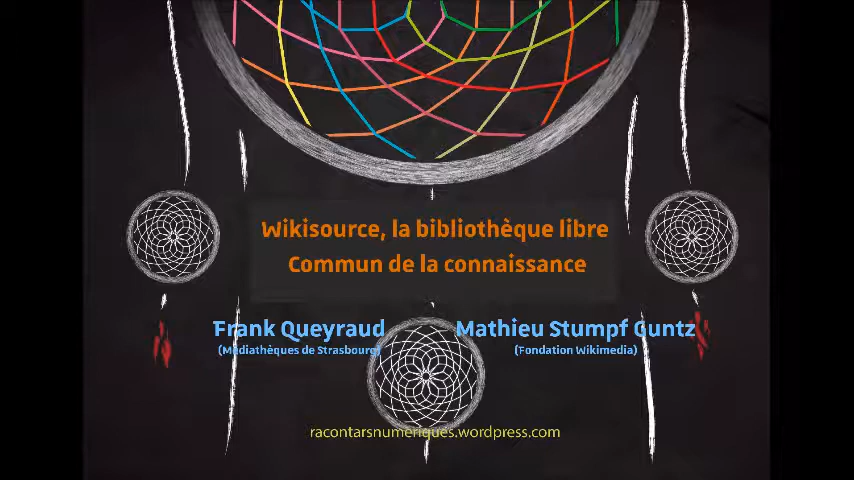 Wikisource, la bibliothèque libre
Commun de la connaissance
Frank Queyraud
Mathieu Stumpf Guntz
(Médiathèques de Strasbourg)
(Fondation Wikimedia)
racontarsnumeriques.wordpress.com